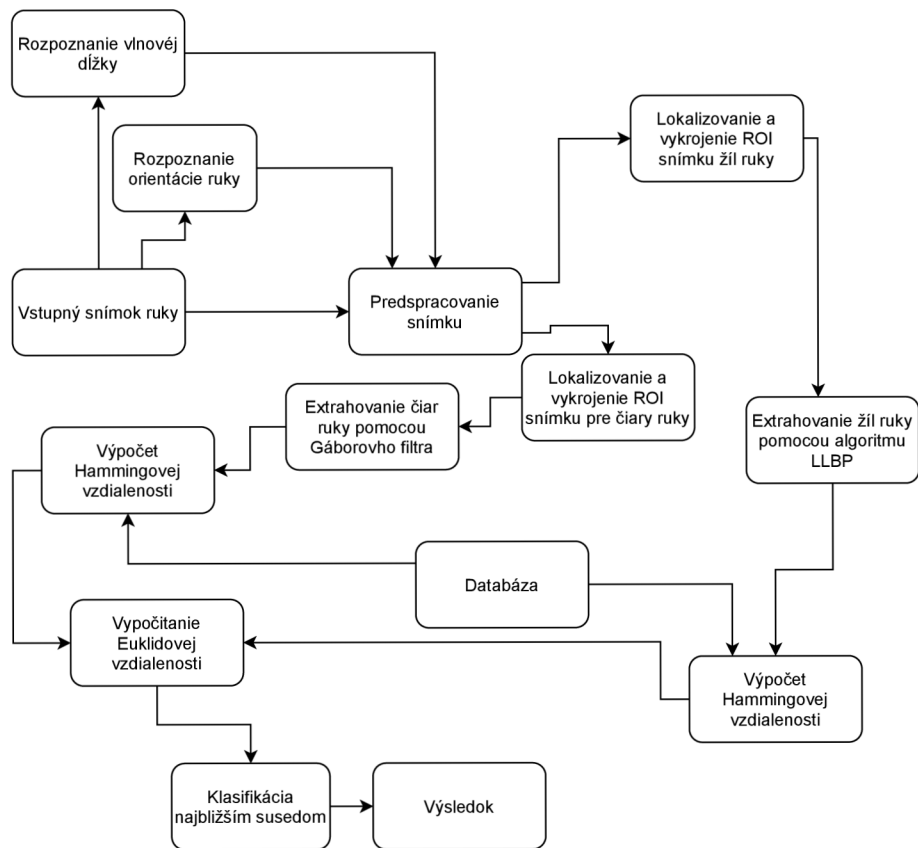 Rozpoznanie vlnovéj
dĺžky
Rozpoznanie
orientácie ruky
Vstupný snímok ruky
Predspracovanie
snímku
Lokalizovanie a
vykrojenie ROI
snímku žíl ruky
Lokalizovanie a
vykrojenie ROI
snímku pre čiary ruky
Extrahovanie čiar
ruky pomocou
Gáborovho filtra
Extrahovanie žíl ruky
pomocou algoritmu
LLBP
Výpočet
Hammingovej
vzdialenosti
Databáza
Vypočitanie
Euklidovej
vzdialenosti
Výpočet
Hammingovej
vzdialenosti
Klasifikácia
najbližším susedom
Výsledok